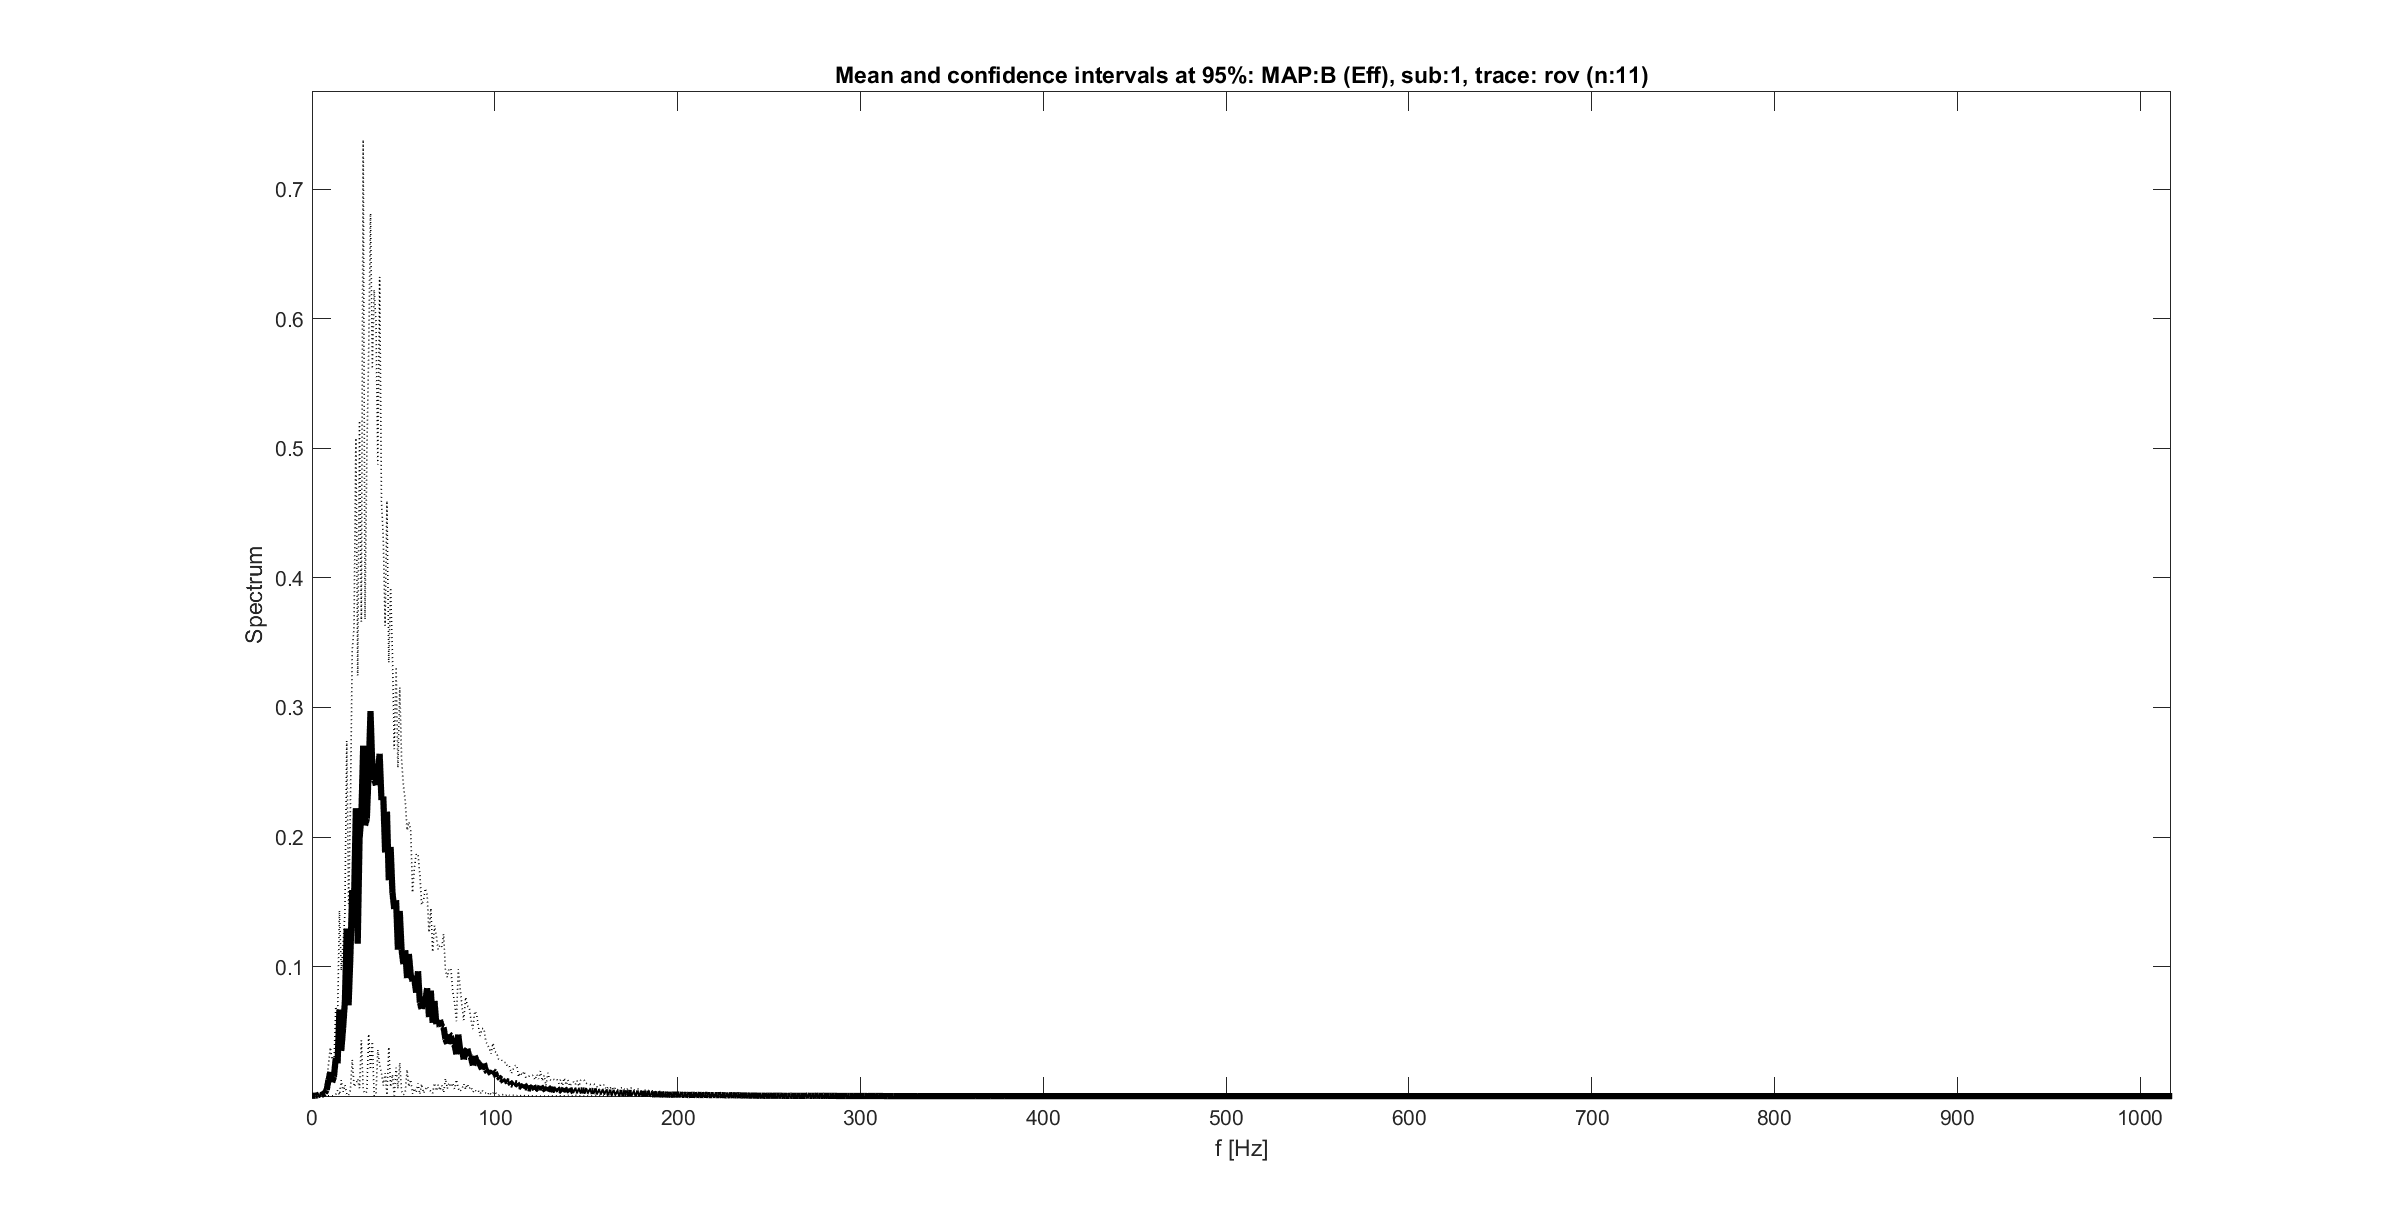 Mean and confidence intervals at 95%: MAP:B (Eff), sub:1, trace: rov (n:11)
0.7
0.6
0.5
0.4
0.3
0.2
0.1
Spectrum
0 100 200 300 400 500 600 700 800 900 1000
f [Hz]